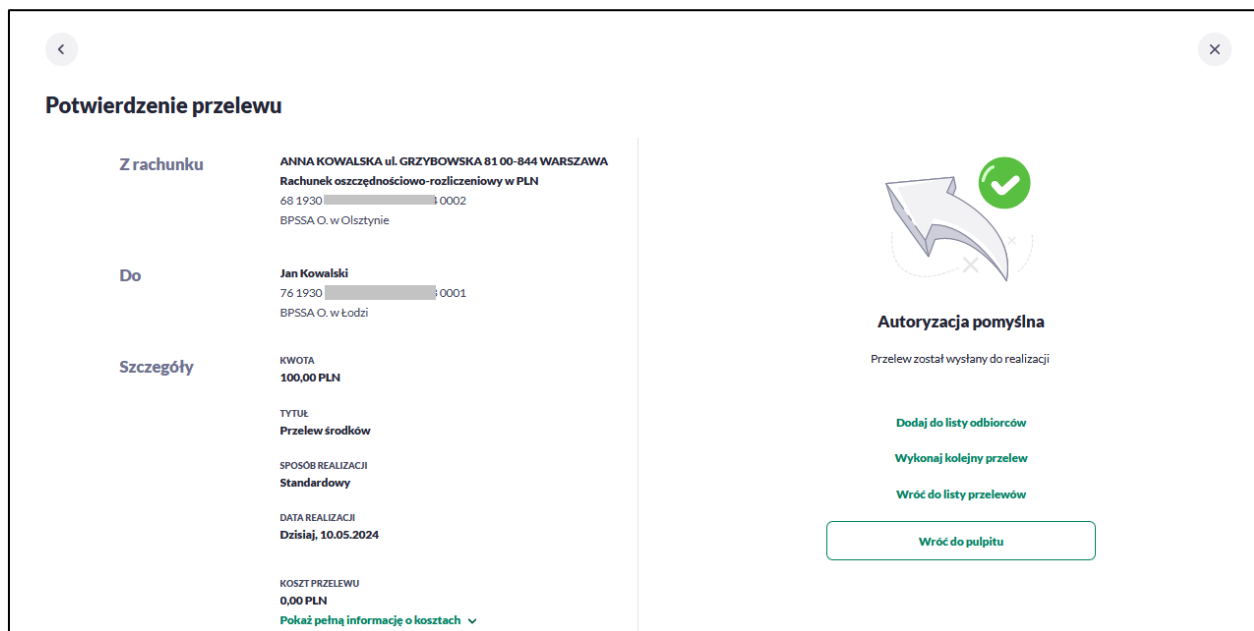 Potwierdzenie przelewu
Z rachunku
ANNA KOWALSKA ul. GRZYBOWSKA 81 00-844 WARSZAWA
Rachunek oszczędnościowo-rozliczeniowy w PLN
68 1930 0002
BPSSA O. w Olsztynie
Do
Jan Kowalski
76 1930 0001
BPSSA O. w Łodzi
Szczegóły
KWOTA
100,00 PLN
TYTUŁ
Przelew środków
SPOSÓB REALIZACJI
Standardowy
DATA REALIZACJI
Dzisiaj, 10.05.2024
KOSZT PRZELEWU
0,00 PLN
Pokaż pełną informację o kosztach
Autoryzacja pomyślna
Przelew został wysłany do realizacji
Dodaj do listy odbiorców
Wykonaj kolejny przelew
Wróć do listy przelewów
Wróć do pulpitu